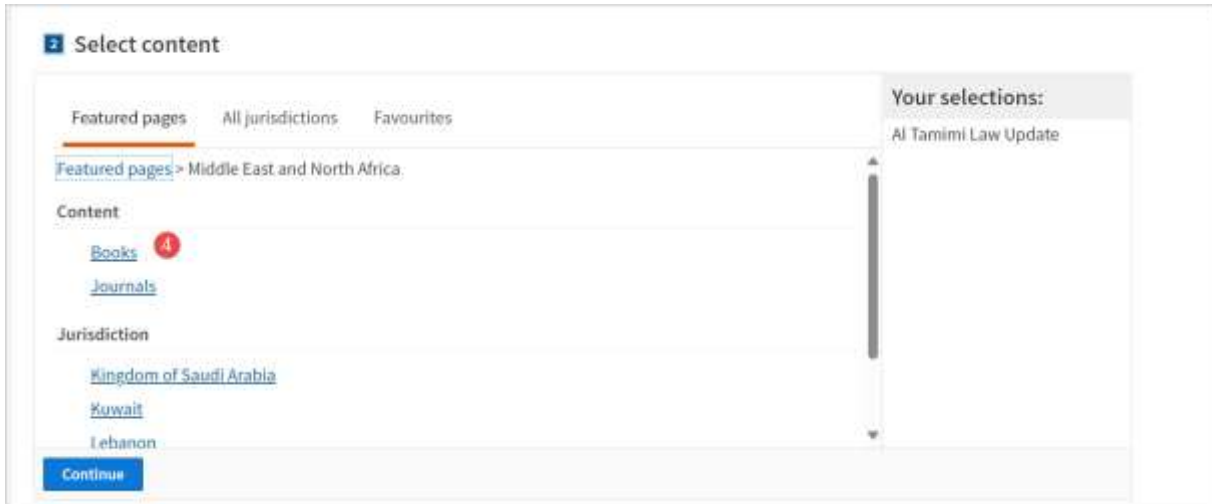 2 Select content
Featured pages All jurisdictions Favourites
Featured pages > Middle East and North Africa
Content
Books 4
Journals
Jurisdiction
Kingdom of Saudi Arabia
Kuwait
Lebanon
Continue
Your selections:
Al Tamimi Law Update